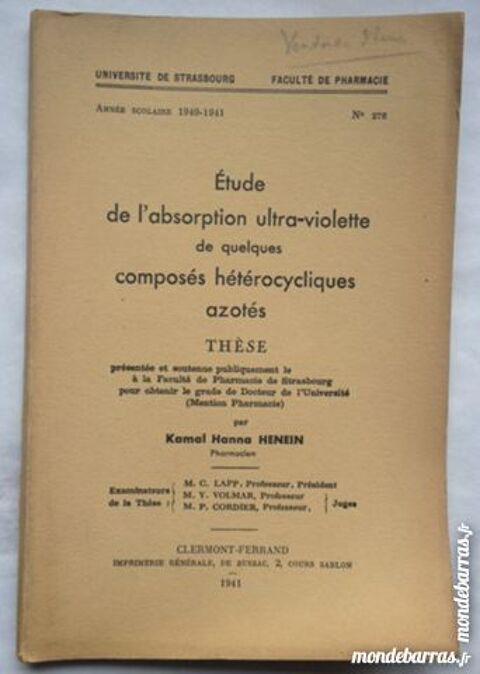 UNIVERSITÉ DE STRASBOURG FACULTÉ DE PHARMACIE
ANNÉE SCOLAIRE 1940-1941 N° 276
Étude
de l'absorption ultra-violette
de quelques
composés hétérocycliques
azotés
THÈSE
présentée et soutenue publiquement le
à la Faculté de Pharmacie de Strasbourg
pour obtenir le grade de Docteur de l'Université
(Mention Pharmacie)
par
Kamal Hanna HENEIN
Pharmacien
Examinateurs de la Thèse :
M. C. LAPP, Professeur, Président
M. Y. VOLMAR, Professeur
M. P. CORDIER, Professeur,
Juges
CLERMONT-FERRAND
IMPRIMERIE GÉNÉRALE, DE BUSSAC, 2, COURS SABLON
1941
mondebarras.fr
mondebarras.fr